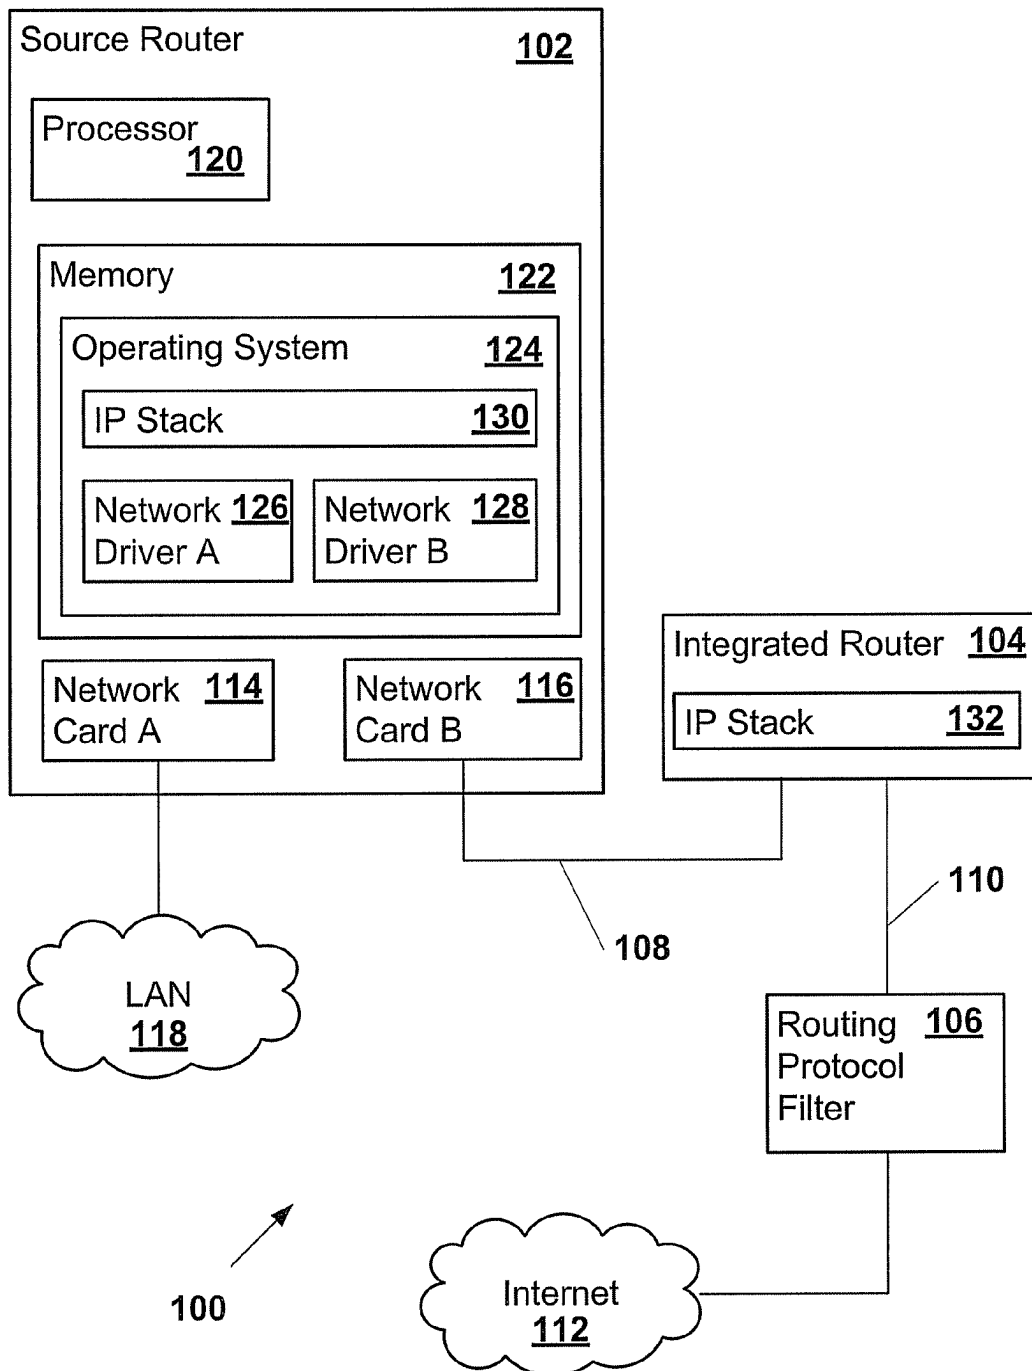 Source Router 102
Processor
120
Memory 122
Operating System 124
IP Stack 130
Network 126
Driver A
Network 128
Driver B
Network 114
Card A
Network 116
Card B
Integrated Router 104
IP Stack 132
108
110
LAN
118
Routing 106
Protocol
Filter
100
Internet
112